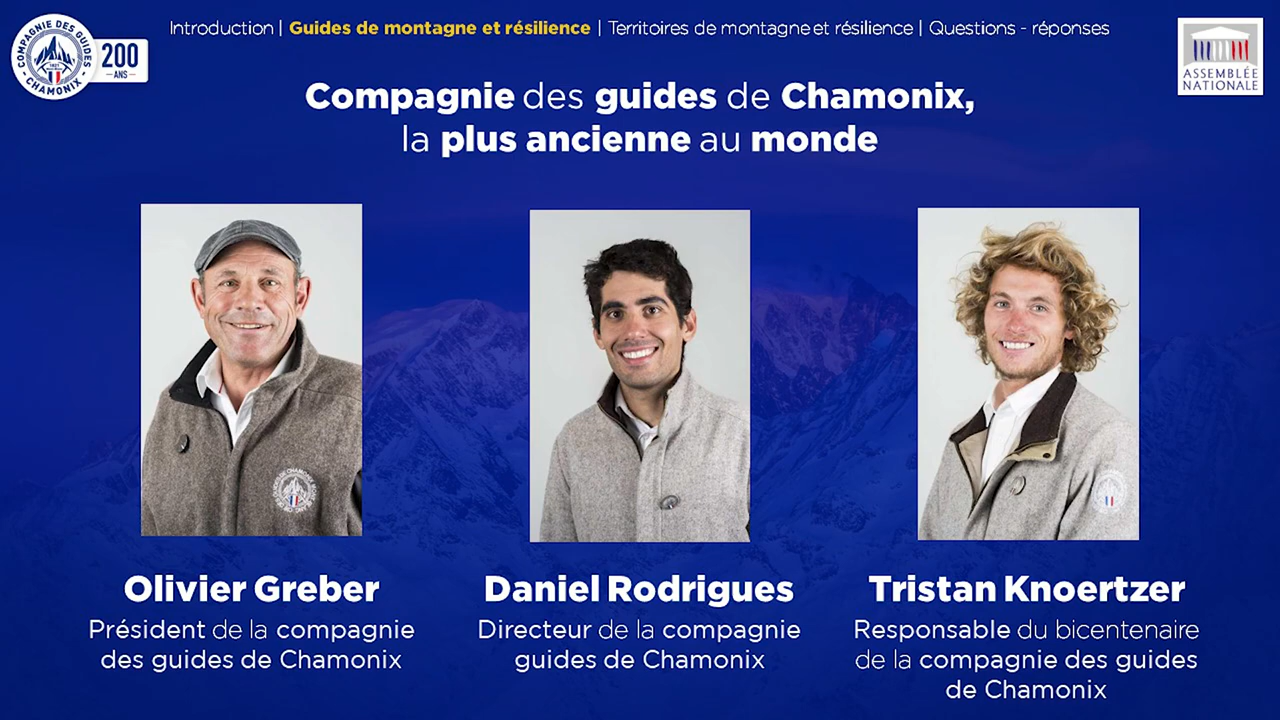 COMPAGNIE DES GUIDES
CHAMONIX
200
ANS
Introduction | Guides de montagne et résilience | Territoires de montagne et résilience | Questions - réponses
ASSEMBLÉE
NATIONALE
Compagnie des guides de Chamonix,
la plus ancienne au monde
Olivier Greber
Président de la compagnie
des guides de Chamonix
Daniel Rodrigues
Directeur de la compagnie
guides de Chamonix
Tristan Knoertzer
Responsable du bicentenaire
de la compagnie des guides
de Chamonix